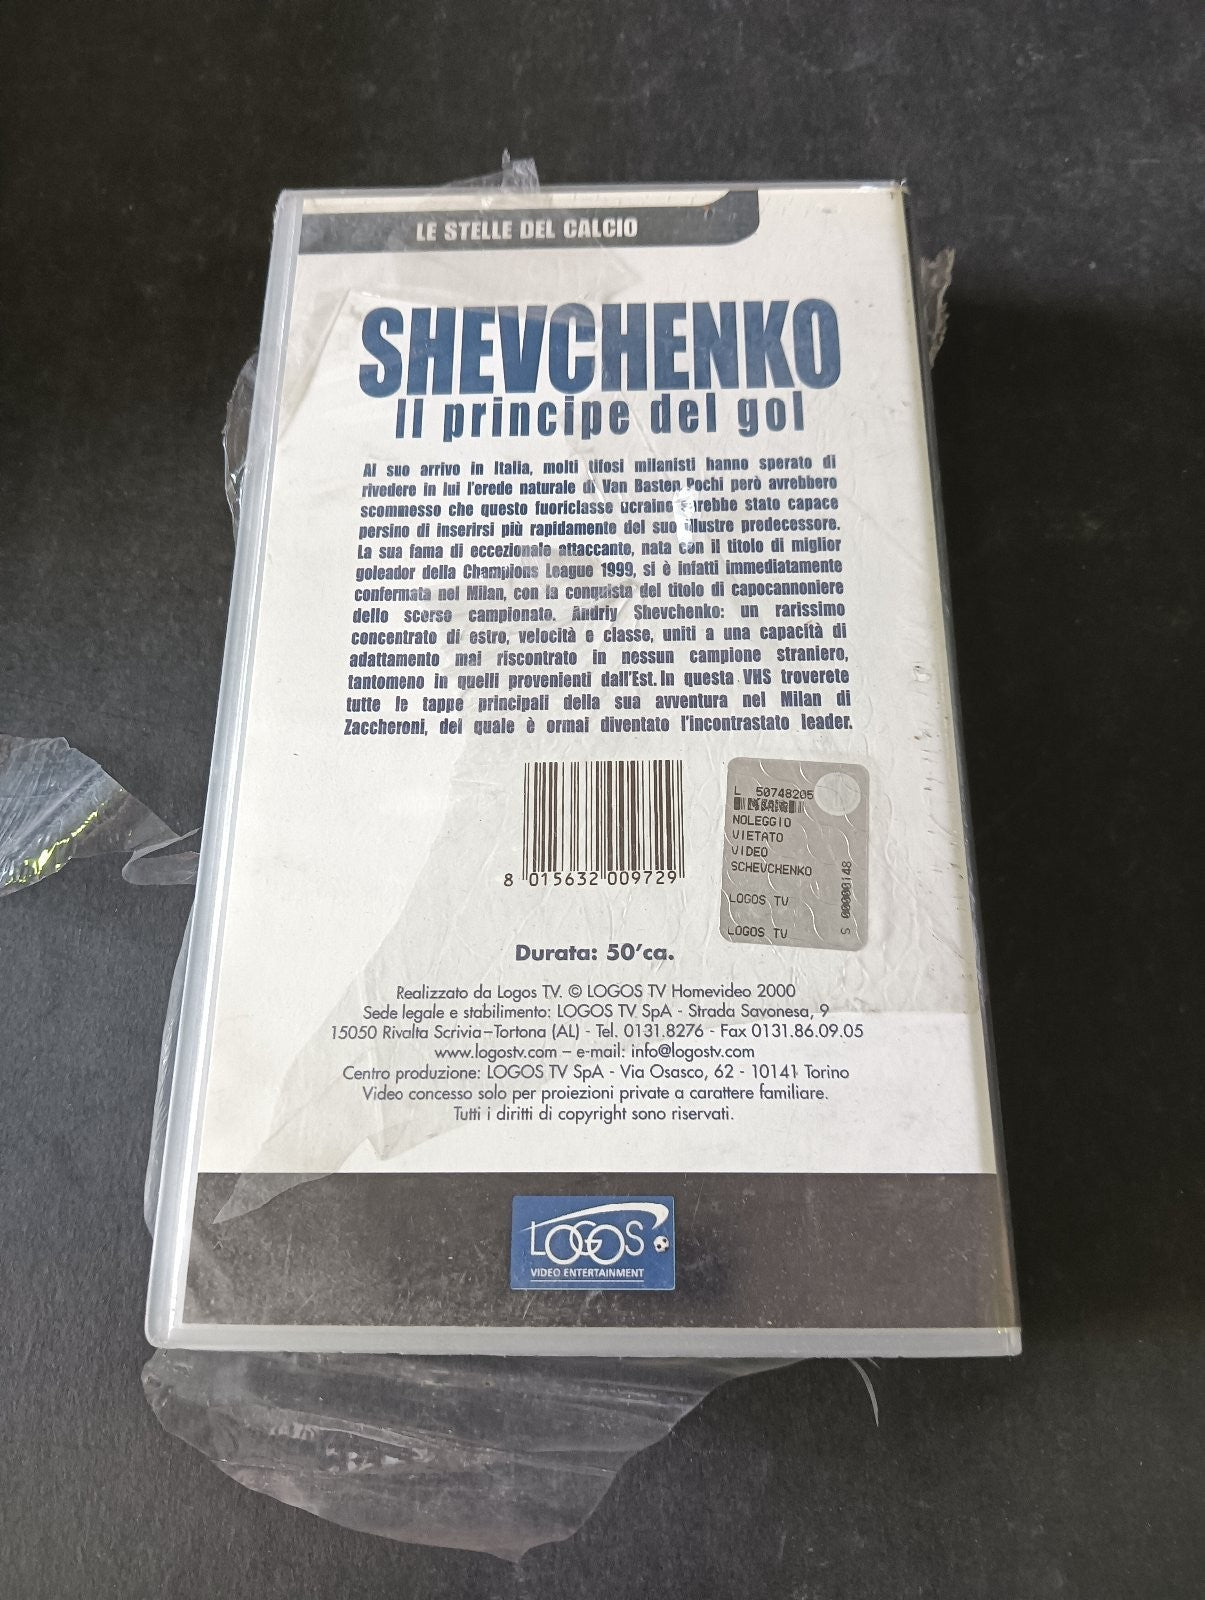 LE STELLE DEL CALCIO
SHEVCHENKO
Il principe del gol
Al suo arrivo in Italia, molti tifosi milanisti hanno sperato di
rivedere in lui l'erede naturale di Van Basten. Pochi però avrebbero
scommesso che questo fuoriclasse ucraino sarebbe stato capace
persino di inserirsi più rapidamente del suo illustre predecessore.
La sua fama di eccezionale attaccante, nata con il titolo di miglior
goleador della Champions League 1999, si è infatti immediatamente
confermata nel Milan, con la conquista del titolo di capocannoniere
dello scorso campionato. Andriy Shevchenko: un rarissimo
concentrato di estro, velocità e classe, uniti a una capacità di
adattamento mai riscontrato in nessun campione straniero,
tantomeno in quelli provenienti dall'Est. In questa VHS troverete
tutte le tappe principali della sua avventura nel Milan di
Zaccheroni, del quale è ormai diventato l'incontrastato leader.
8 015632 009729
L 50748205
NOLEGGIO
VIETATO
VIDEO
SCHEVCHENKO
LOGOS TV
LOGOS TV
S 00000148
Durata: 50'ca.
Realizzato da Logos TV. © LOGOS TV Homevideo 2000
Sede legale e stabilimento: LOGOS TV SpA - Strada Savonesa, 9
15050 Rivalta Scrivia–Tortona (AL) - Tel. 0131.8276 - Fax 0131.86.09.05
www.logostv.com – e-mail: info@logostv.com
Centro produzione: LOGOS TV SpA - Via Osasco, 62 - 10141 Torino
Video concesso solo per proiezioni private a carattere familiare.
Tutti i diritti di copyright sono riservati.
LOGOS
VIDEO ENTERTAINMENT